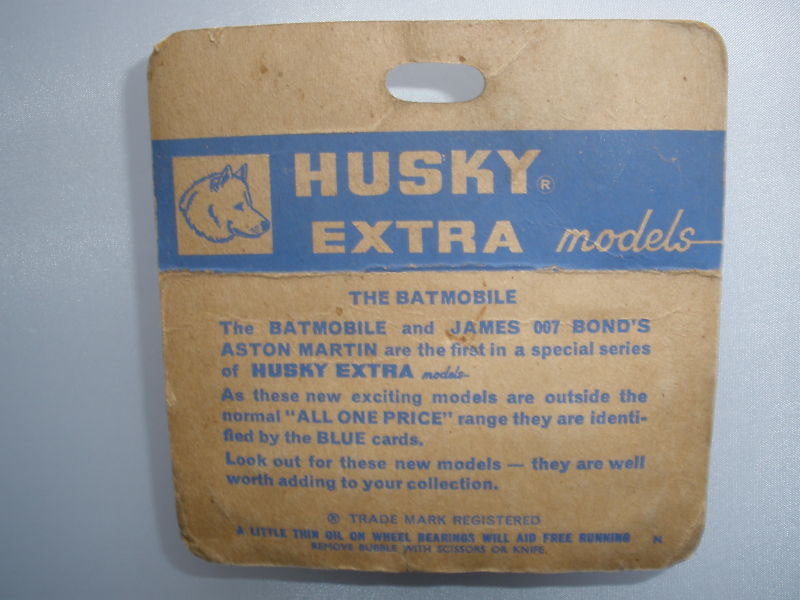 HUSKY®
EXTRA models
THE BATMOBILE
The BATMOBILE and JAMES 007 BOND'S
ASTON MARTIN are the first in a special series
of HUSKY EXTRA models
As these new exciting models are outside the
normal "ALL ONE PRICE" range they are identi-
fied by the BLUE cards.
Look out for these new models — they are well
worth adding to your collection.
® TRADE MARK REGISTERED
A LITTLE THIN OIL ON WHEEL BEARINGS WILL AID FREE RUNNING N
REMOVE BUBBLE WITH SCISSORS OR KNIFE.